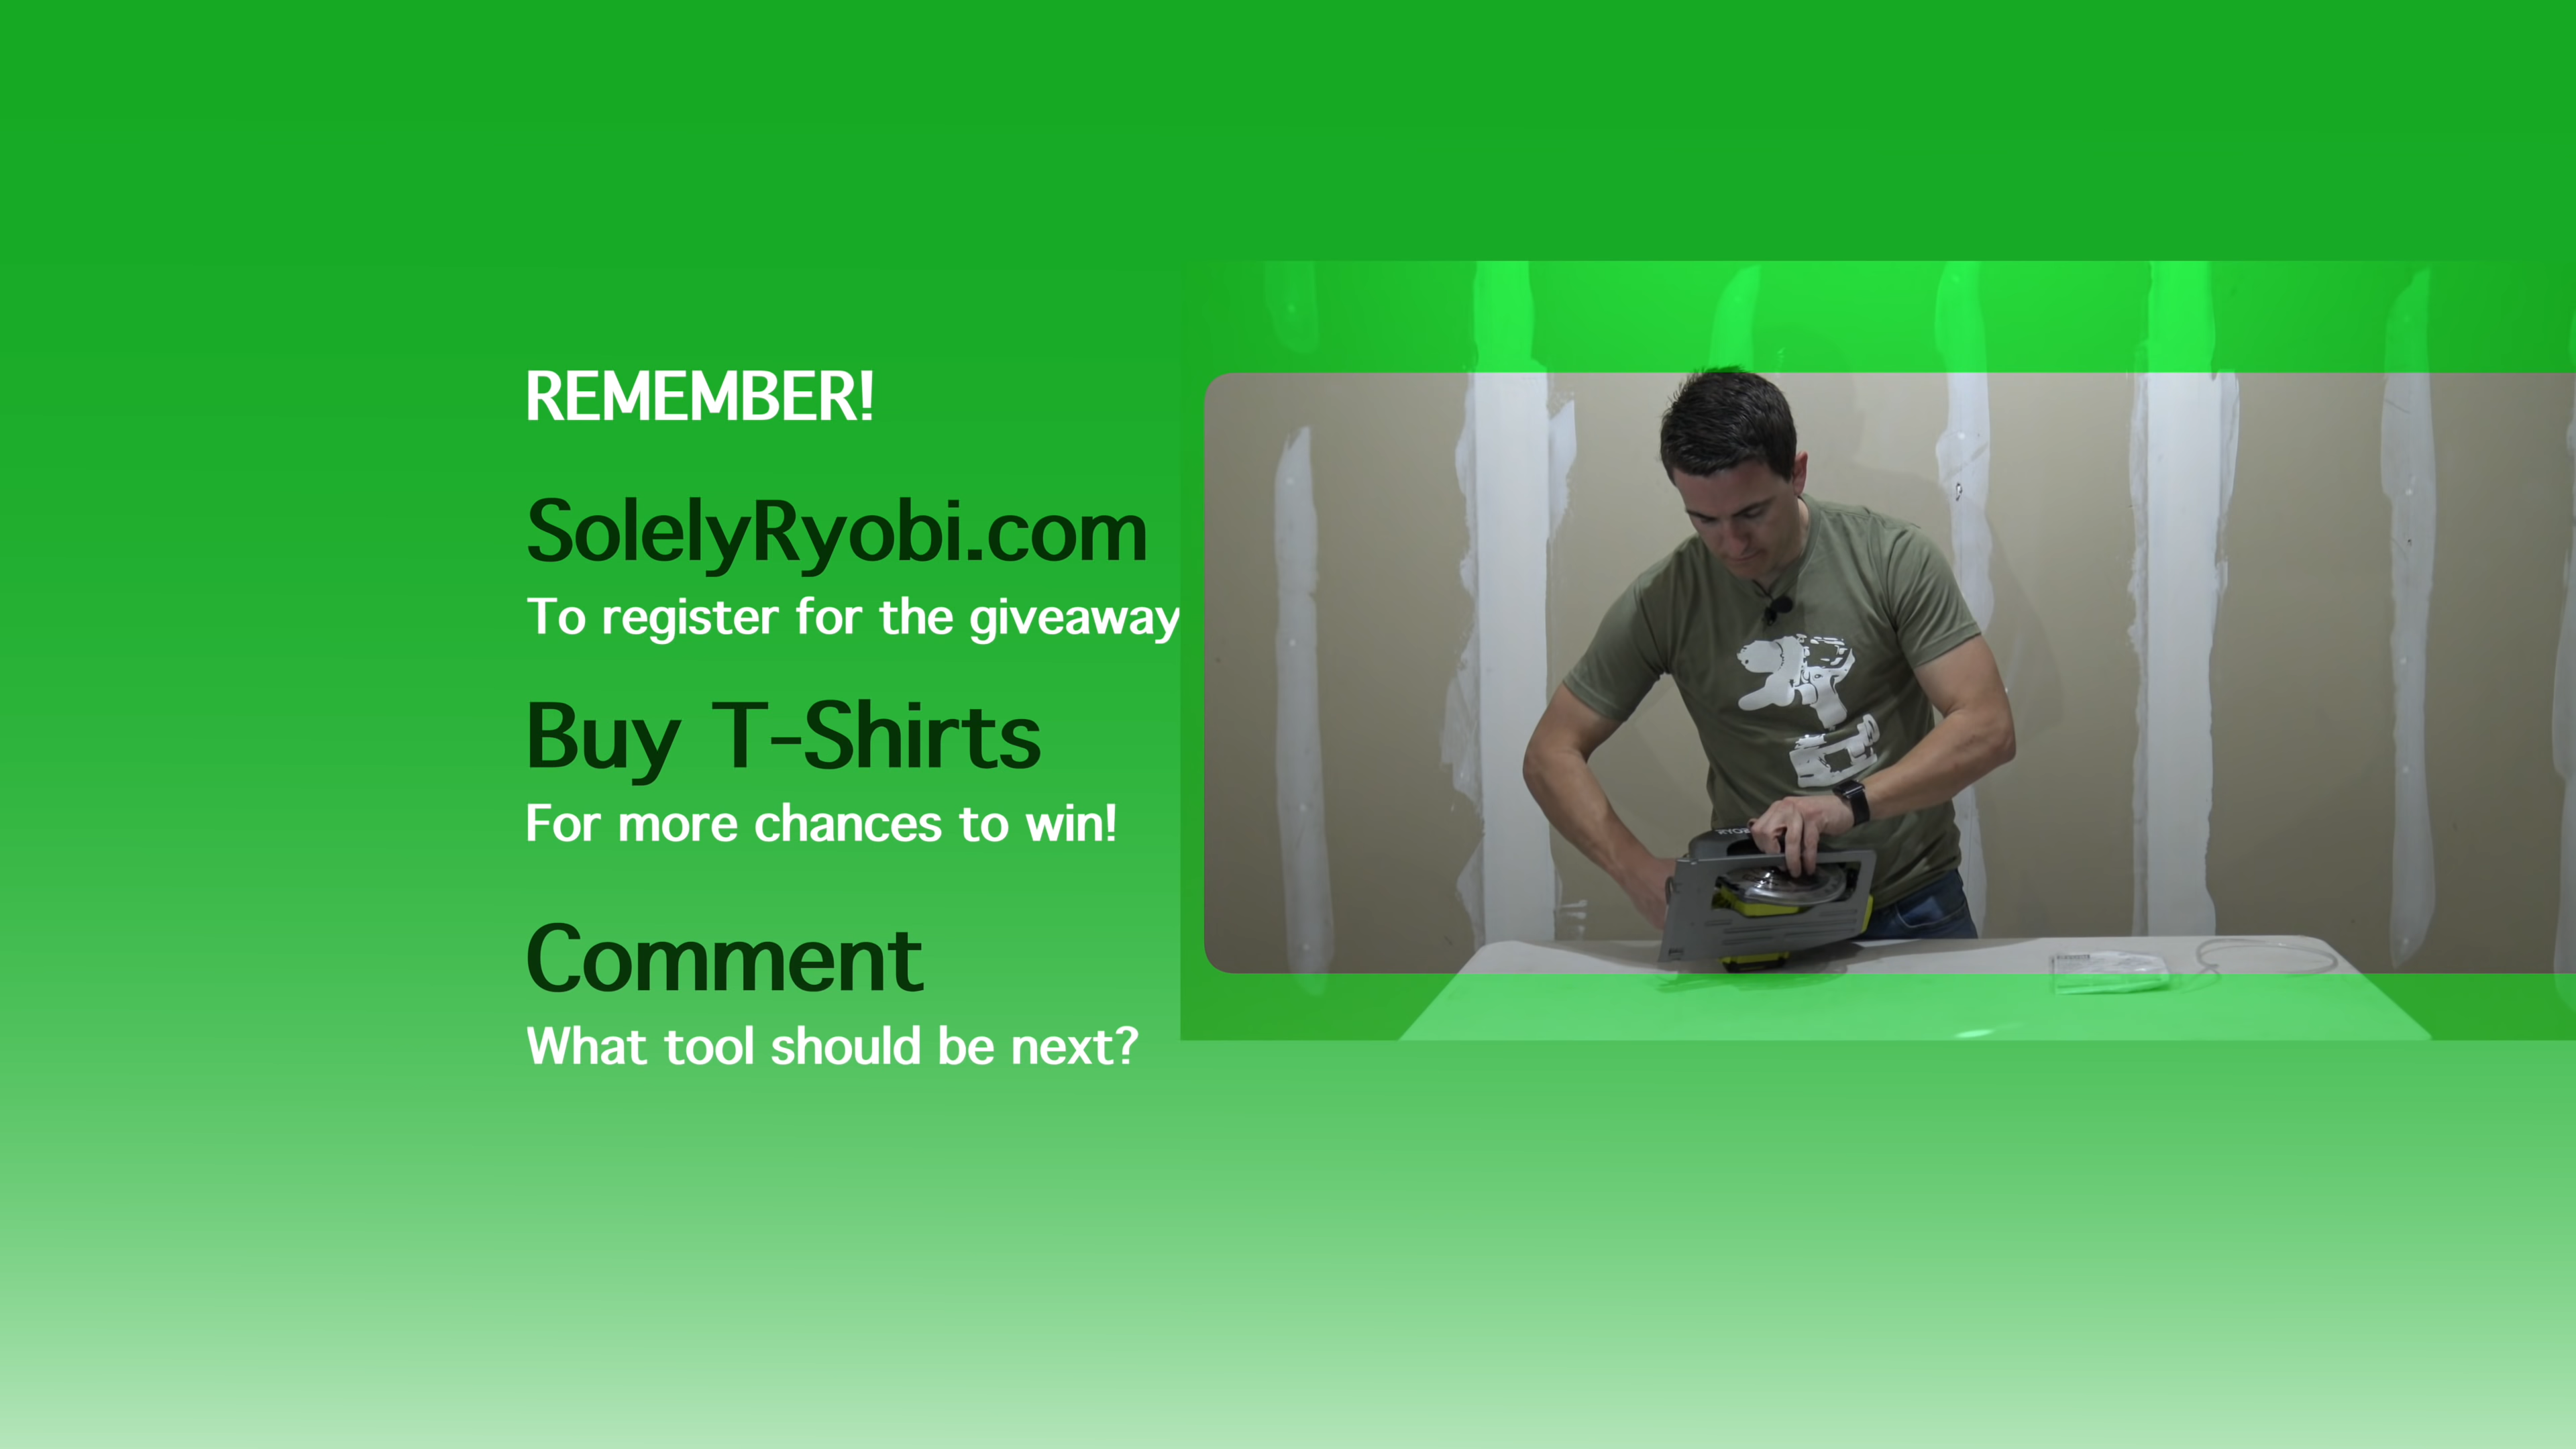 REMEMBER!
SolelyRyobi.com
To register for the giveaway
Buy T-Shirts
For more chances to win!
Comment
What tool should be next?